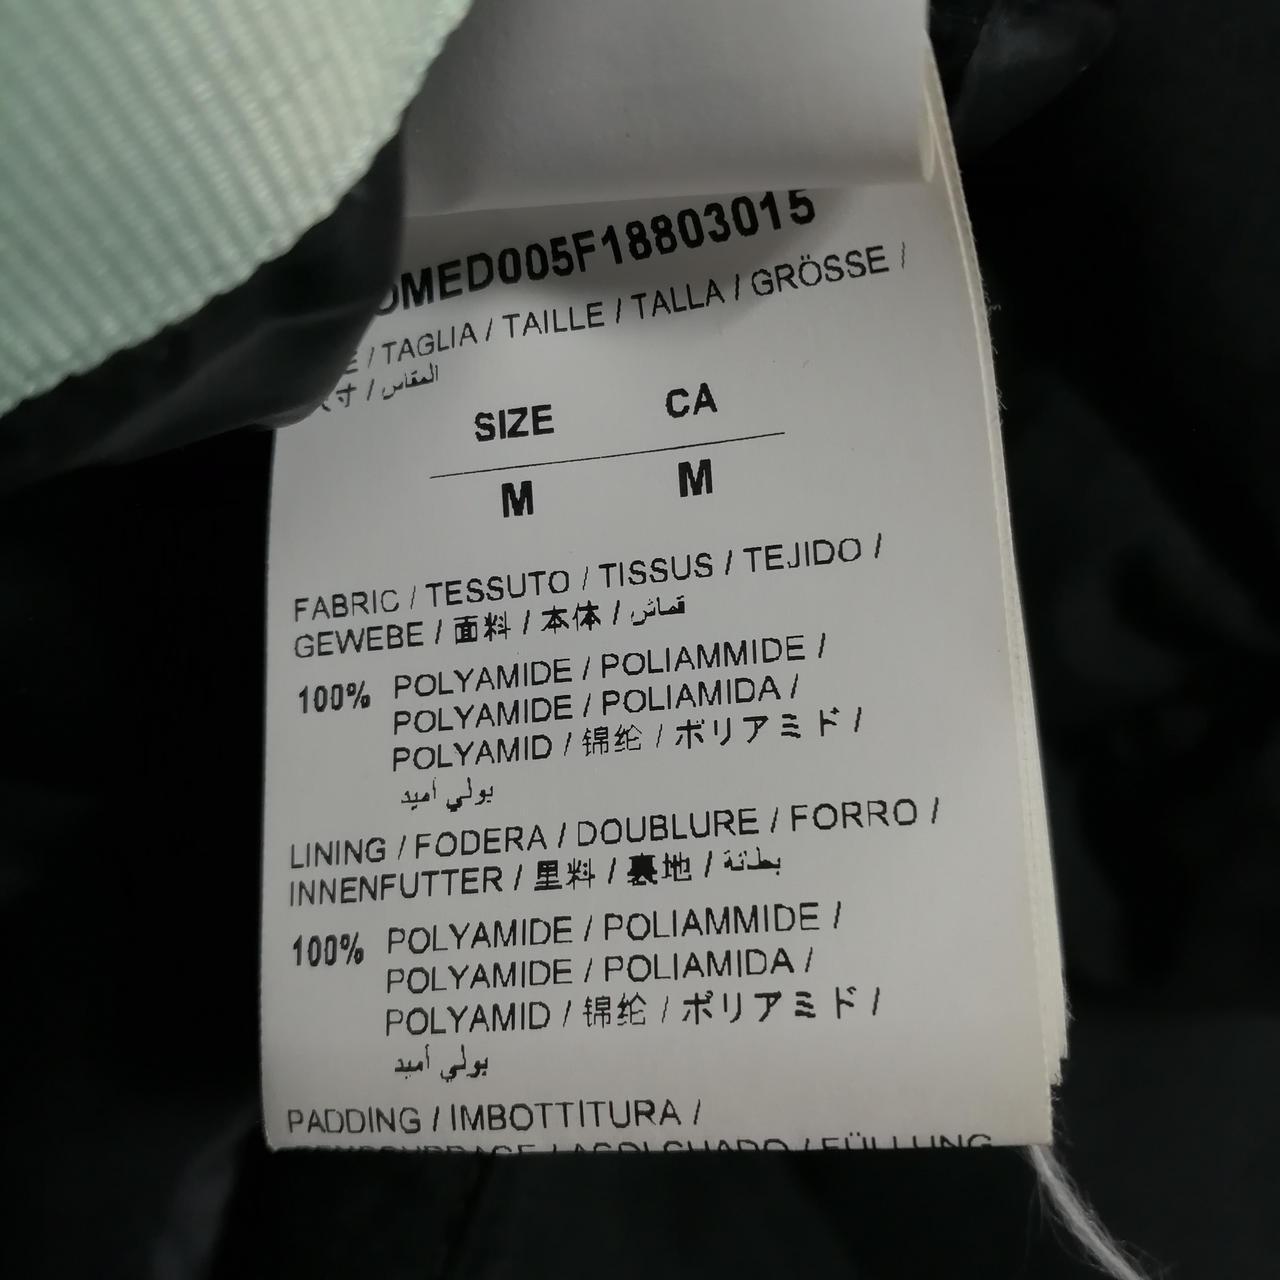 OMED005F18803015
/ TAGLIA / TAILLE / TALLA / GRÖSSE /
寸 / المقاس
SIZE CA
M M
FABRIC / TESSUTO / TISSUS / TEJIDO /
GEWEBE / 面料 / 本体 / قماش
100% POLYAMIDE / POLIAMMIDE /
POLYAMIDE / POLIAMIDA /
POLYAMID / 锦纶 / ポリアミド /
بولي أميد
LINING / FODERA / DOUBLURE / FORRO /
INNENFUTTER / 里料 / 裏地 / بطانة
100% POLYAMIDE / POLIAMMIDE /
POLYAMIDE / POLIAMIDA /
POLYAMID / 锦纶 / ポリアミド /
بولي أميد
PADDING / IMBOTTITURA /
/ ACOLCHADO / FÜLLUNG